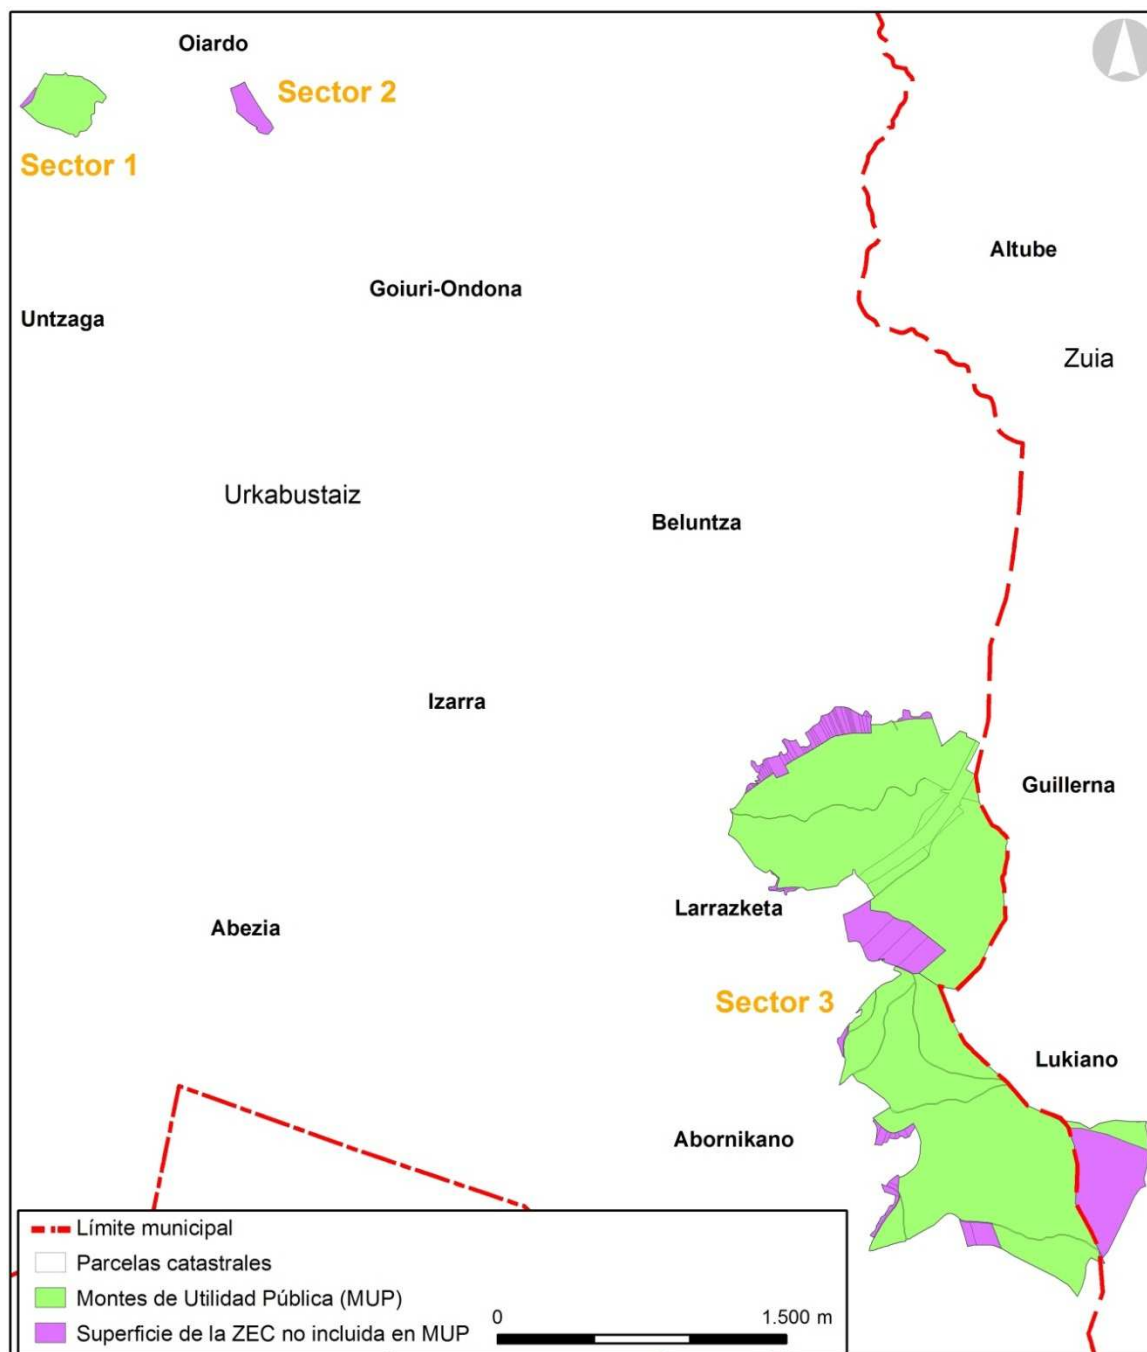 Oiardo
Sector 2
Sector 1
Altube
Goiuri-Ondona
Untzaga
Zuia
Urkabustaiz
Beluntza
Izarra
Guillerna
Larrazketa
Abezia
Sector 3
Lukiano
Abornikano
Límite municipal
Parcelas catastrales
Montes de Utilidad Pública (MUP)
Superficie de la ZEC no incluida en MUP
0 1.500 m